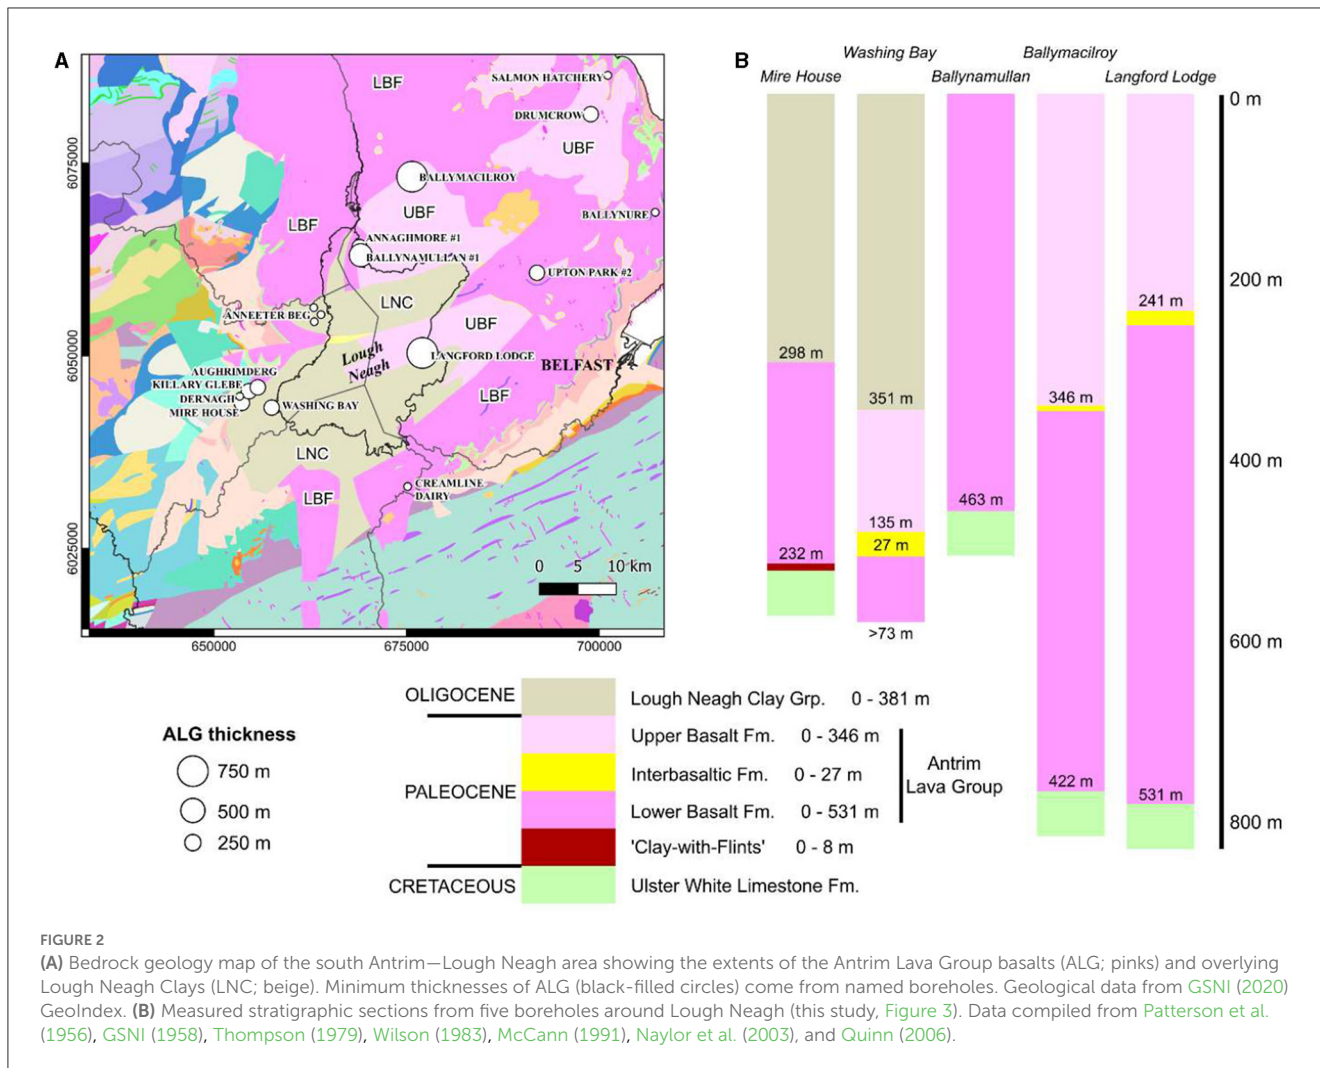 A
LBF
SALMON HATCHERY
DRUMCROW
UBF
BALLYMACILROY
UBF
BALLYNURE
LBF
ANNAGHMORE #1
BALLYNAMULLAN #1
UPTON PARK #2
LNC
ANNEETER BEG
UBF
Lough
Neagh
LANGFORD LODGE
BELFAST
AUGHRIMDERG
KILLARY GLEBE
DERNAGH
MIRE HOUSE
WASHING BAY
LBF
LNC
LBF
CREAMLINE
DAIRY
0 5 10 km
6075000
6050000
6025000
650000 675000 700000
B
Washing Bay Ballymacilroy
Mire House Ballynamullan Langford Lodge
0 m
200 m
241 m
298 m
351 m 346 m
400 m
463 m
135 m
27 m
232 m
600 m
>73 m
422 m
531 m
800 m
ALG thickness
750 m
500 m
250 m
OLIGOCENE
PALEOCENE
CRETACEOUS
Lough Neagh Clay Grp. 0 - 381 m
Upper Basalt Fm. 0 - 346 m
Interbasaltic Fm. 0 - 27 m
Lower Basalt Fm. 0 - 531 m
'Clay-with-Flints' 0 - 8 m
Ulster White Limestone Fm.
Antrim
Lava Group
FIGURE 2
(A) Bedrock geology map of the south Antrim—Lough Neagh area showing the extents of the Antrim Lava Group basalts (ALG; pinks) and overlying
Lough Neagh Clays (LNC; beige). Minimum thicknesses of ALG (black-filled circles) come from named boreholes. Geological data from GSNI (2020)
GeoIndex. (B) Measured stratigraphic sections from five boreholes around Lough Neagh (this study, Figure 3). Data compiled from Patterson et al.
(1956), GSNI (1958), Thompson (1979), Wilson (1983), McCann (1991), Naylor et al. (2003), and Quinn (2006).